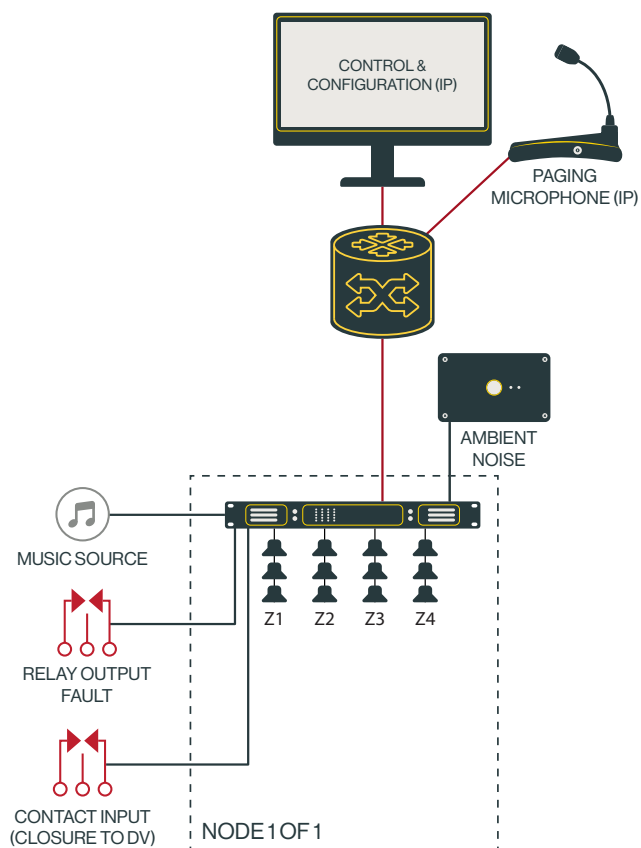 CONTROL &
CONFIGURATION (IP)
PAGING
MICROPHONE (IP)
AMBIENT
NOISE
MUSIC SOURCE
Z1 Z2 Z3 Z4
RELAY OUTPUT
FAULT
CONTACT INPUT
(CLOSURE TO DV)
NODE 1 OF 1